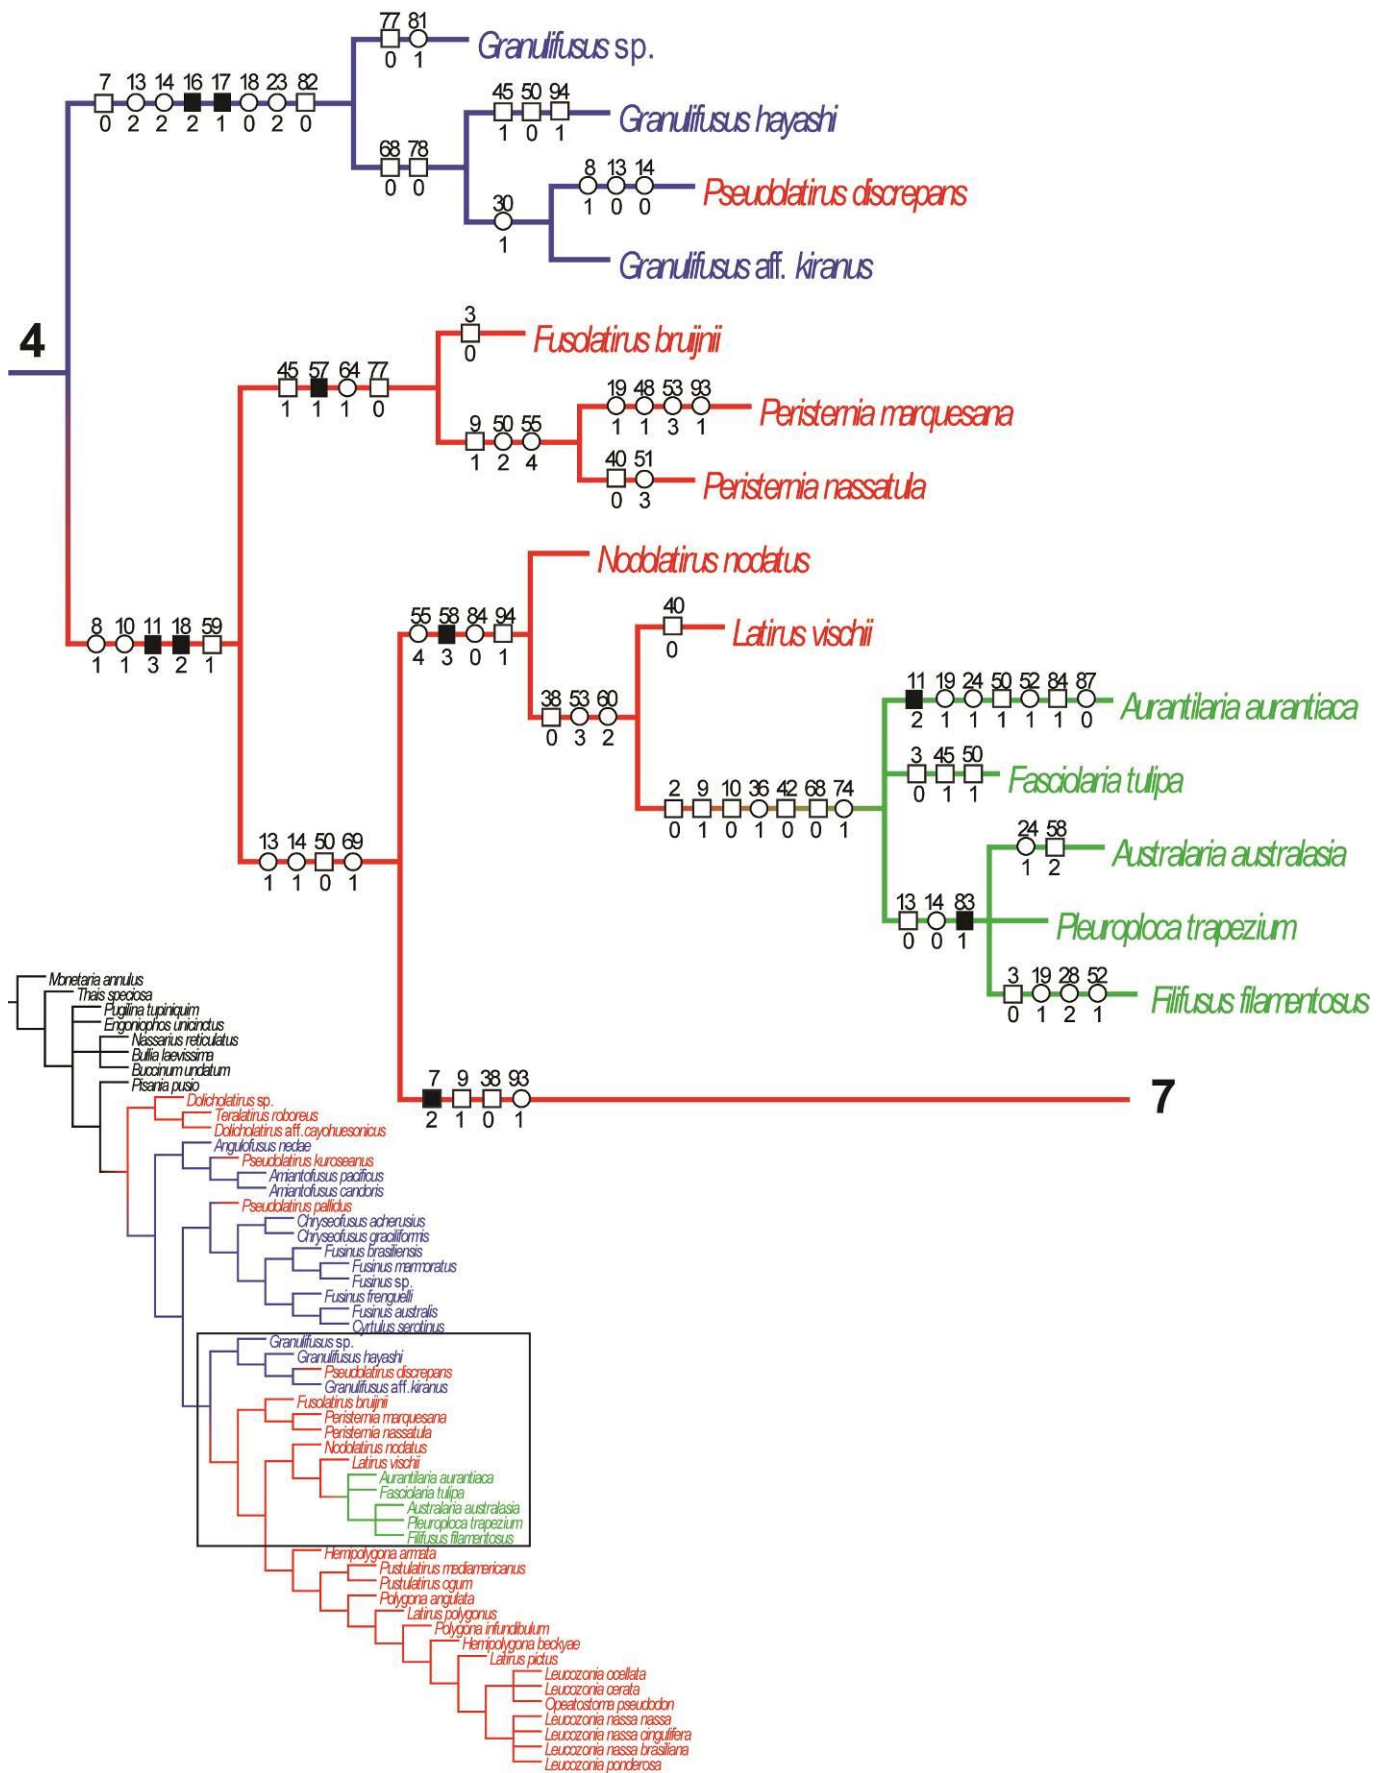 77 81
0 1
Granulifusus sp.
7 13 14 16 17 18 23 82
0 2 2 2 1 0 2 0
45 50 94
1 0 1
Granulifusus hayashi
68 78
0 0
8 13 14
1 0 0
Pseudolatirus discrepans
30
1
Granulifusus aff. kiranus
4
3
0
Fusolatirus bruijnii
45 57 64 77
1 1 1 0
19 48 53 93
1 1 3 1
Peristernia marquesana
9 50 55
1 2 4
40 51
0 3
Peristernia nassatula
Nodolatirus nodatus
8 10 11 18 59
1 1 3 2 1
55 58 84 94
4 3 0 1
40
0
Latirus vischii
38 53 60
0 3 2
11 19 24 50 52 84 87
2 1 1 1 1 1 0
Aurantilaria aurantiaca
3 45 50
0 1 1
Fasciolaria tulipa
2 9 10 36 42 68 74
0 1 0 1 0 0 1
13 14 50 69
1 1 0 1
24 58
1 2
Australaria australasia
13 14 83
0 0 1
Pleuroploca trapezium
3 19 28 52
0 1 2 1
Filifusus filamentosus
7 9 38 93
2 1 0 1
7
Monetaria annulus
Thais speciosa
Pugilina tupiniquim
Engoniophos unicinctus
Nassarius reticulatus
Bullia laevissima
Buccinum undatum
Pisania pusio
Dolicholatirus sp.
Teralatirus roboreus
Dolicholatirus aff.cayohuesonicus
Angulofusus nedae
Pseudolatirus kuroseanus
Amiantofusus pacificus
Amiantofusus candoris
Pseudolatirus pallidus
Chryseofusus acherusius
Chryseofusus graciliformis
Fusinus brasiliensis
Fusinus marmoratus
Fusinus sp.
Fusinus frenguelli
Fusinus australis
Cyrtulus serotinus
Granulifusus sp.
Granulifusus hayashi
Pseudolatirus discrepans
Granulifusus aff.kiranus
Fusolatirus bruijnii
Peristernia marquesana
Peristernia nassatula
Nodolatirus nodatus
Latirus vischii
Aurantilaria aurantiaca
Fasciolaria tulipa
Australaria australasia
Pleuroploca trapezium
Filifusus filamentosus
Hemipolygona armata
Pustulatirus mediamericanus
Pustulatirus ogum
Polygona angulata
Latirus polygonus
Polygona infundibulum
Hemipolygona beckyae
Latirus pictus
Leucozonia ocellata
Leucozonia cerata
Opeatostoma pseudodon
Leucozonia nassa nassa
Leucozonia nassa cingulifera
Leucozonia nassa brasiliana
Leucozonia ponderosa